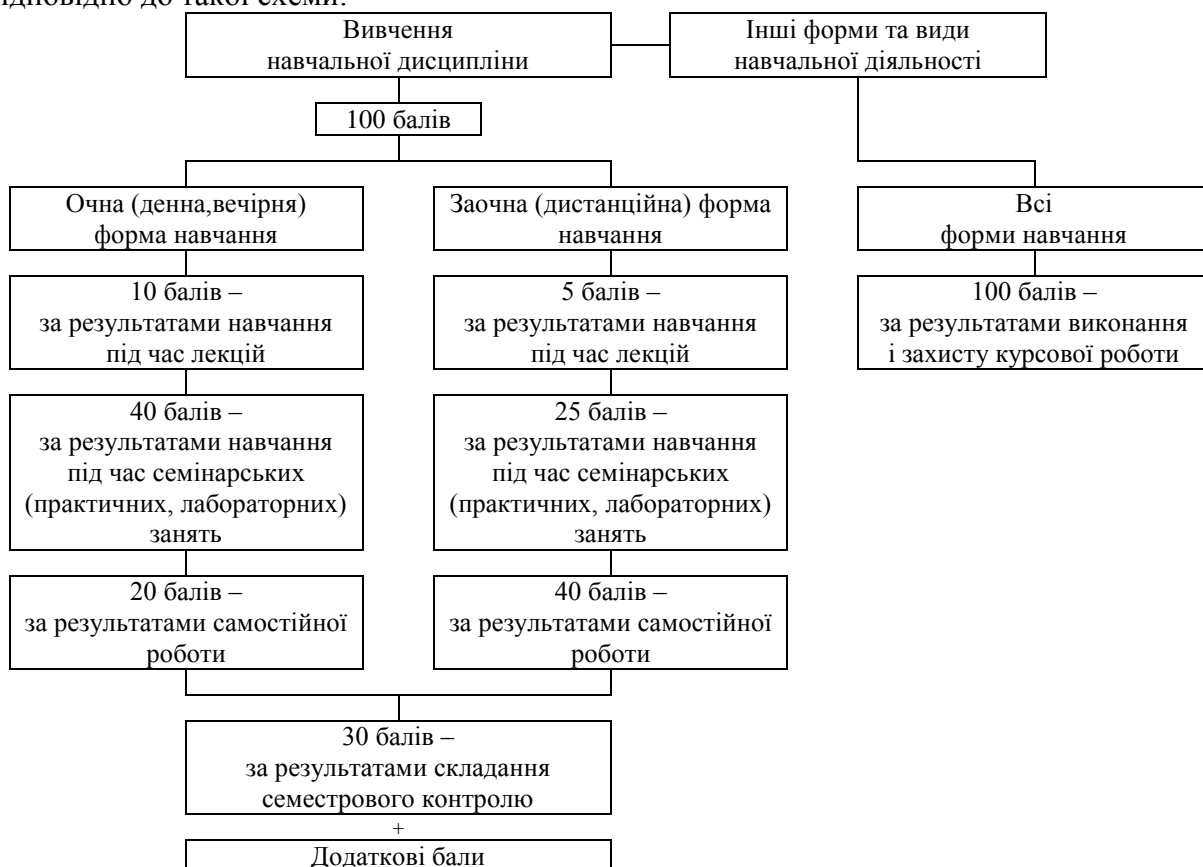 до такої схеми:
Вивчення
навчальної дисципліни
Інші форми та види
навчальної діяльності
100 балів
Очна (денна,вечірня)
форма навчання
Заочна (дистанційна) форма
навчання
Всі
форми навчання
10 балів –
за результатами навчання
під час лекцій
5 балів –
за результатами навчання
під час лекцій
100 балів –
за результатами виконання
і захисту курсової роботи
40 балів –
за результатами навчання
під час семінарських
(практичних, лабораторних)
занять
25 балів –
за результатами навчання
під час семінарських
(практичних, лабораторних)
занять
20 балів –
за результатами самостійної
роботи
40 балів –
за результатами самостійної
роботи
30 балів –
за результатами складання
семестрового контролю
+
Додаткові бали